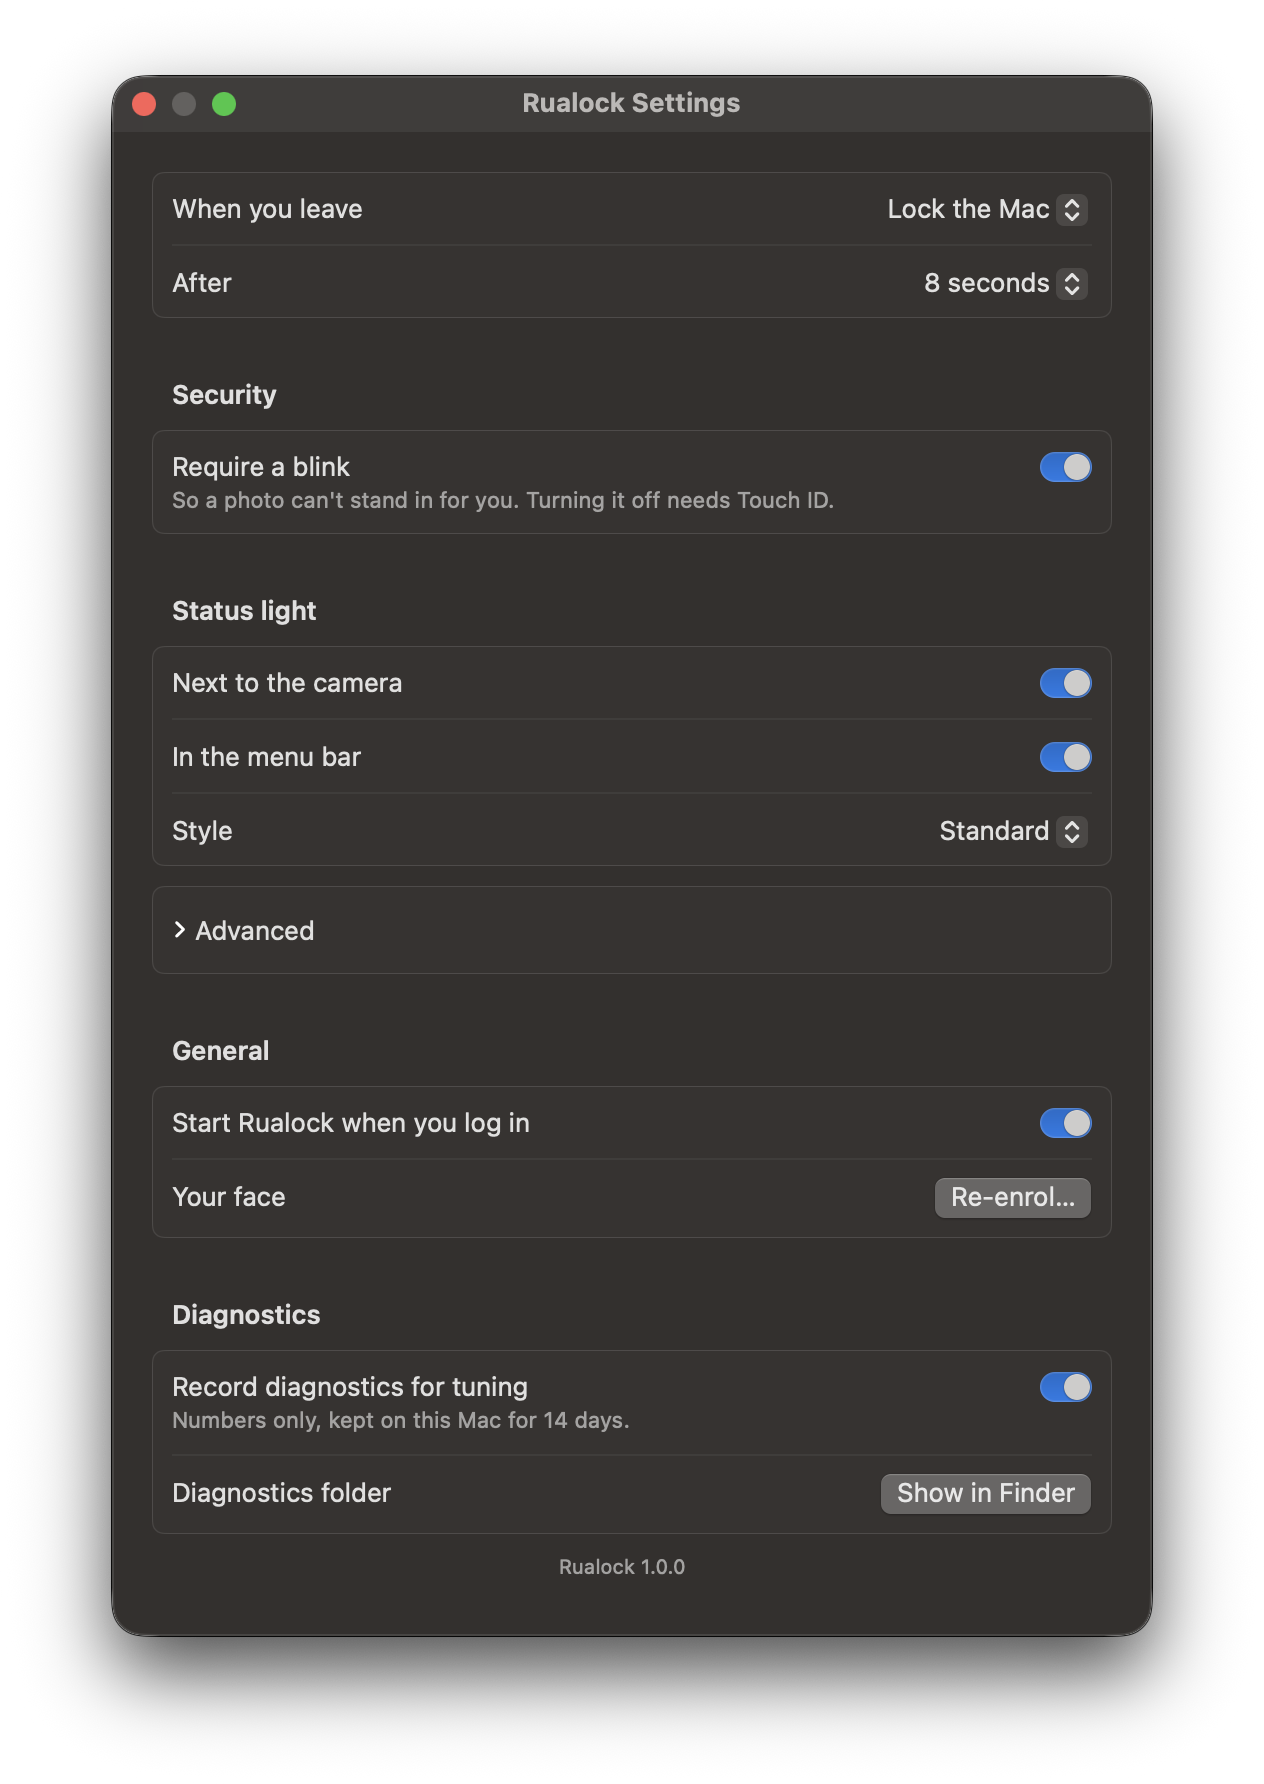 Rualock Settings
When you leave
Lock the Mac
After
8 seconds
Security
Require a blink
So a photo can't stand in for you. Turning it off needs Touch ID.
Status light
Next to the camera
In the menu bar
Style
Standard
Advanced
General
Start Rualock when you log in
Your face
Re-enrol...
Diagnostics
Record diagnostics for tuning
Numbers only, kept on this Mac for 14 days.
Diagnostics folder
Show in Finder
Rualock 1.0.0